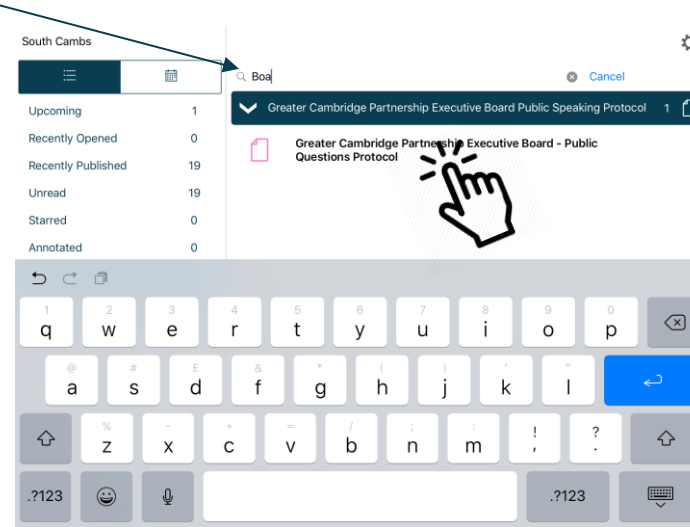 South Cambs
Boa
Cancel
Greater Cambridge Partnership Executive Board Public Speaking Protocol 1
Greater Cambridge Partnership Executive Board - Public
Questions Protocol
Upcoming 1
Recently Opened 0
Recently Published 19
Unread 19
Starred 0
Annotated 0
1 2 3 4 5 6 7 8 9 0
q w e r t y u i o p
@ # £ & * ( ) ' "
a s d f g h j k l
% - + = / ; : ! ?
z x c v b n m , .
.?123 .?123